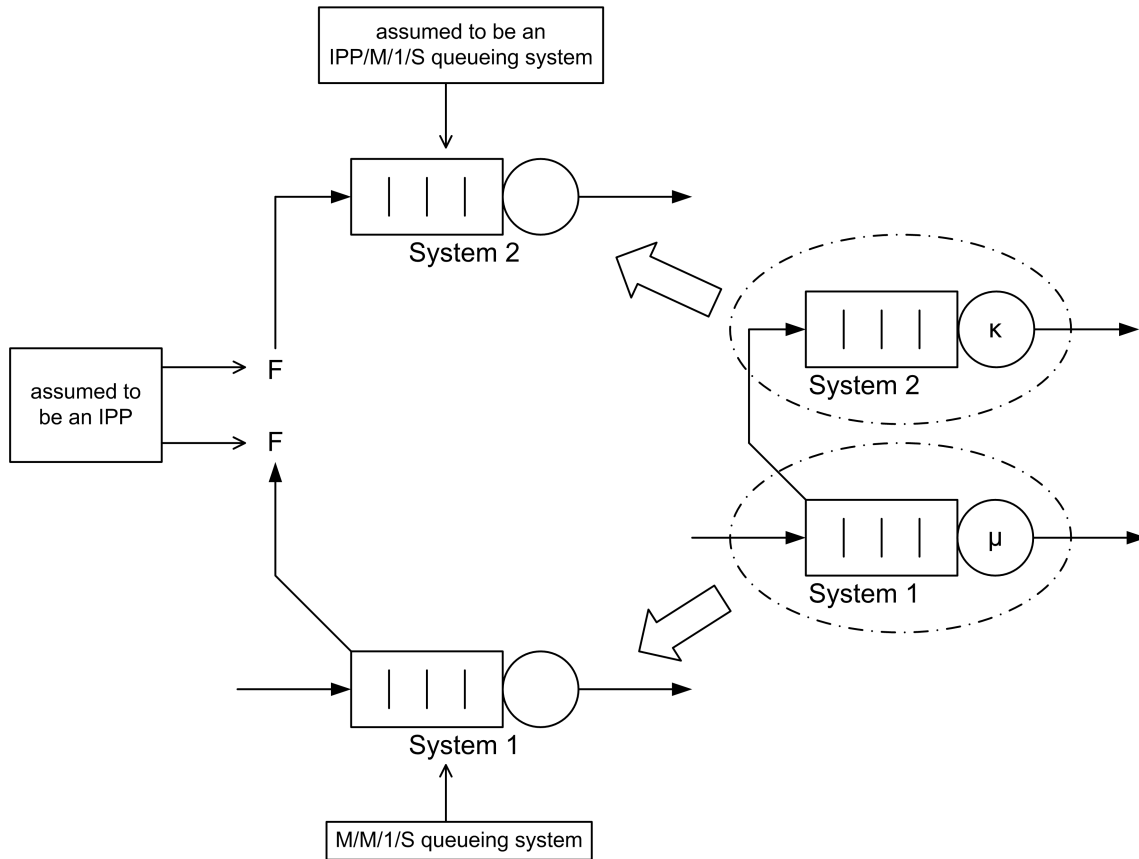 assumed to be an
IPP/M/1/S queueing system
System 2
κ
System 2
F
assumed to
be an IPP
F
μ
System 1
System 1
M/M/1/S queueing system